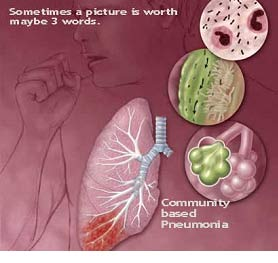 Sometimes a picture is worth
maybe 3 words.
Community
based
Pneumonia